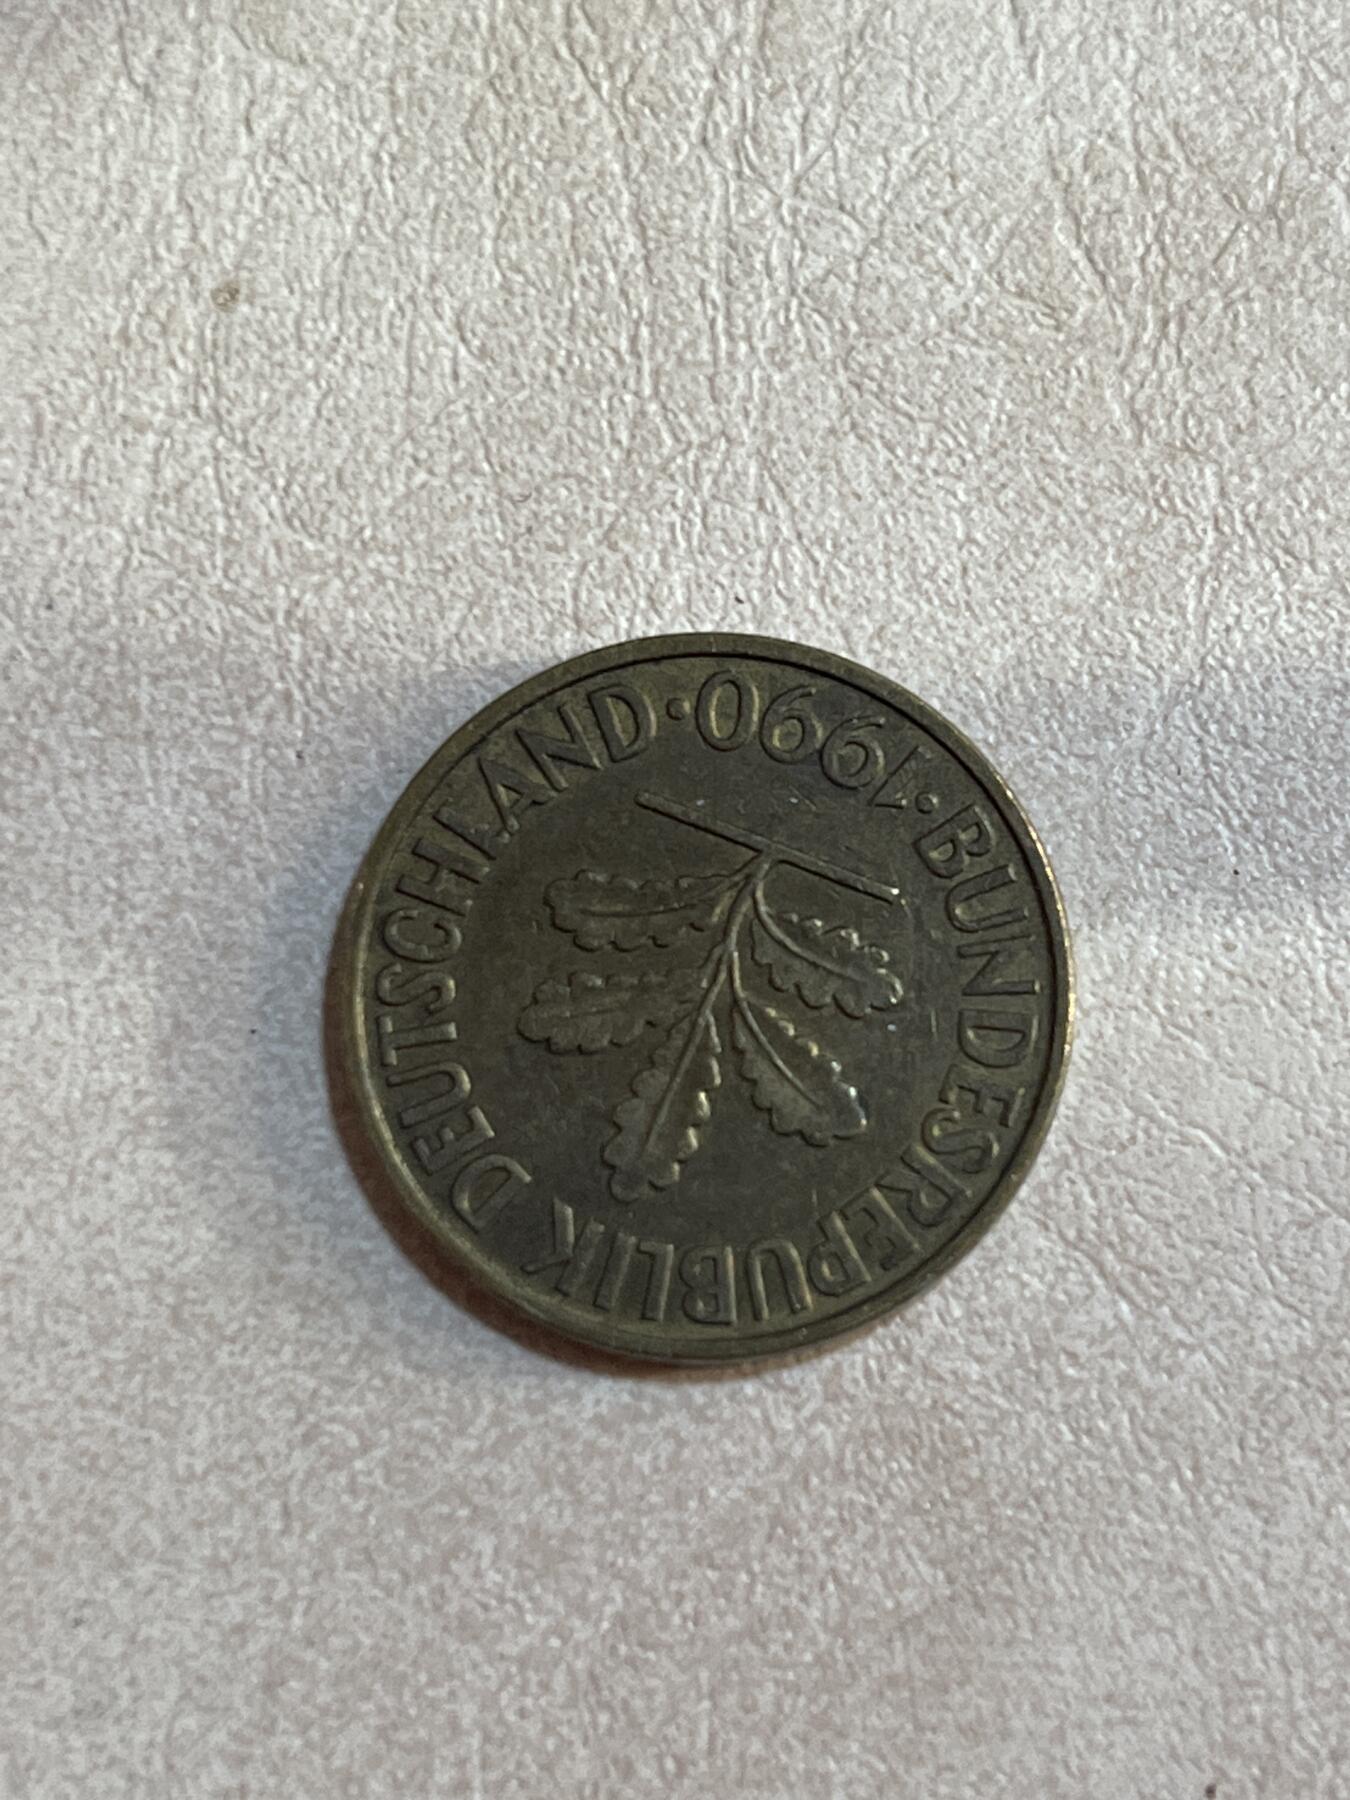 BUNDESREPUBLIK DEUTSCHLAND · 1990 ·